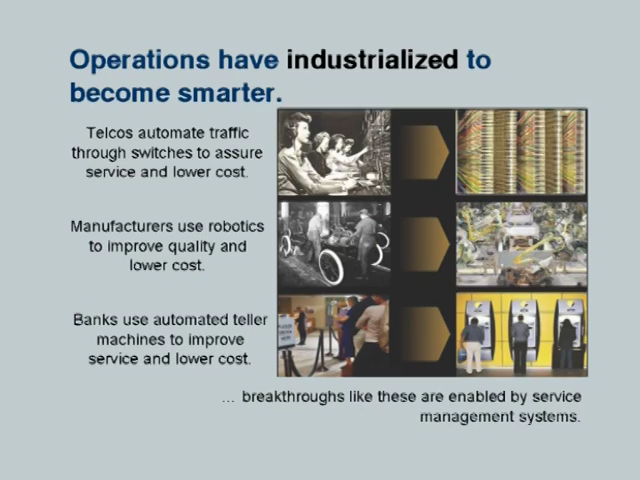 Operations have industrialized to
become smarter.
Telcos automate traffic
through switches to assure
service and lower cost.
Manufacturers use robotics
to improve quality and
lower cost.
Banks use automated teller
machines to improve
service and lower cost.
... breakthroughs like these are enabled by service
management systems.